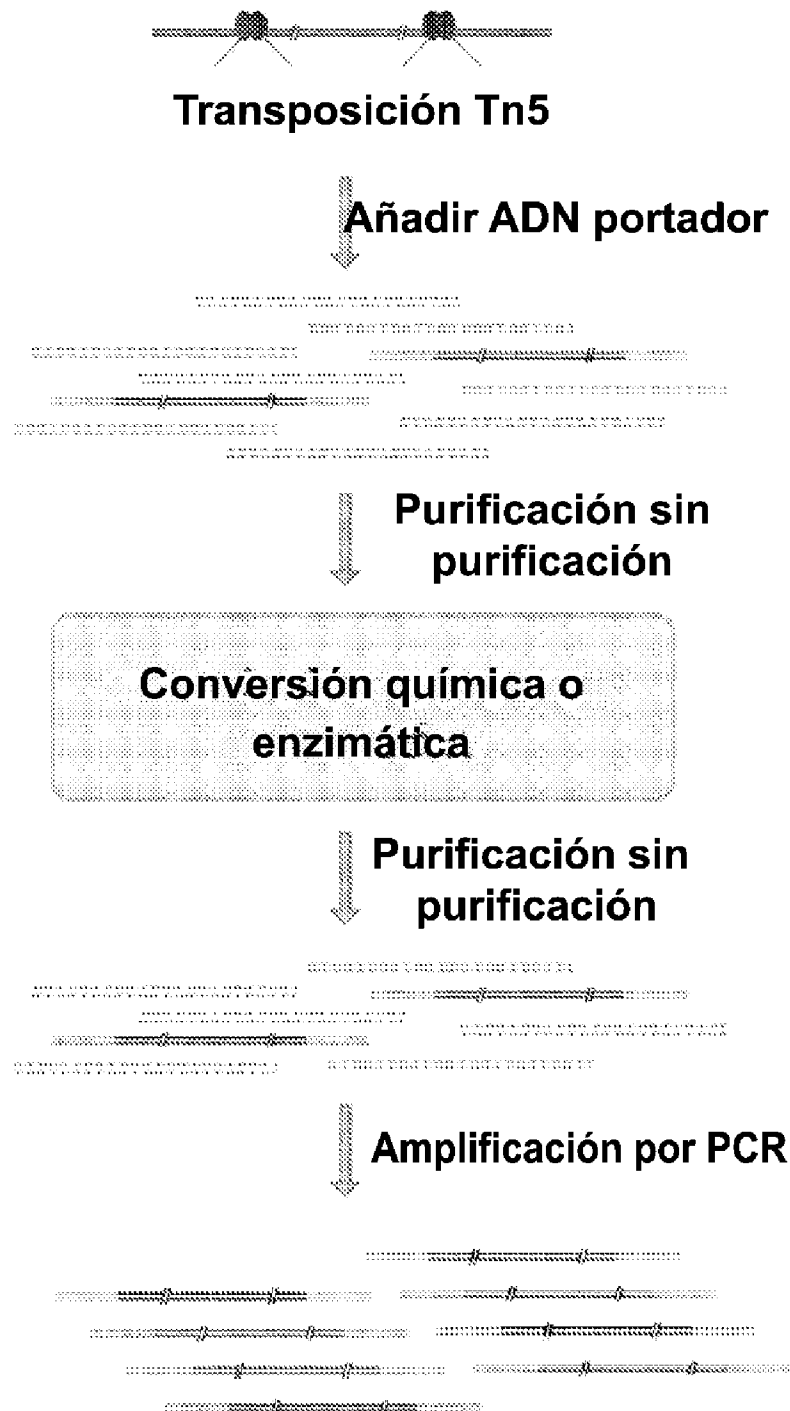 Transposición Tn5
Añadir ADN portador
Purificación sin
purificación
Conversión química o
enzimática
Purificación sin
purificación
Amplificación por PCR